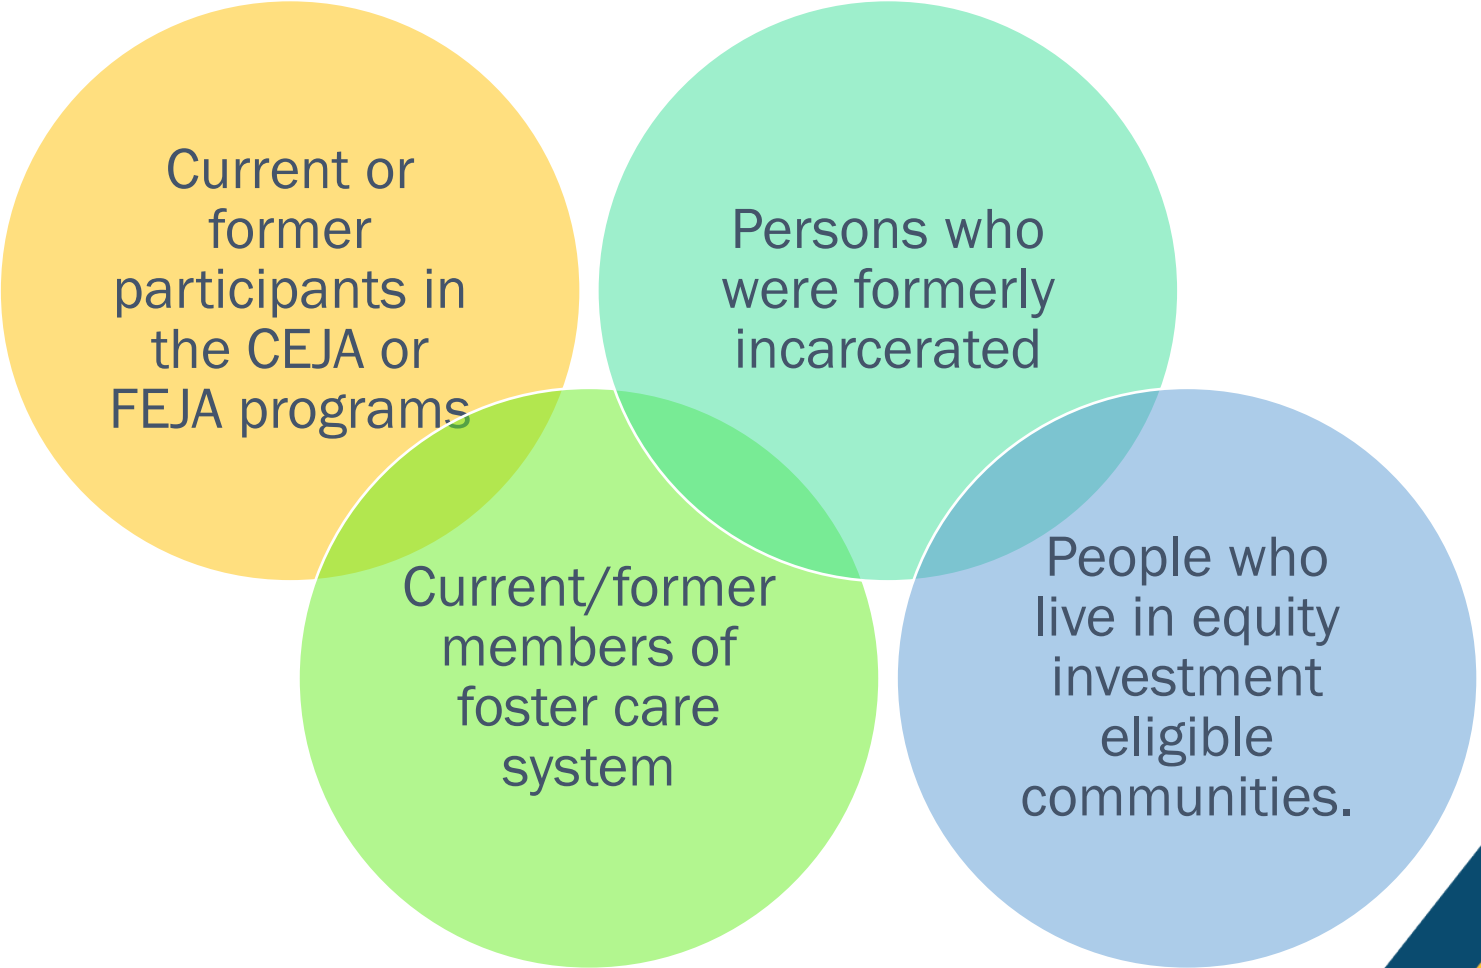 Current or
former
participants in
the CEJA or
FEJA programs
Persons who
were formerly
incarcerated
Current/former
members of
foster care
system
People who
live in equity
investment
eligible
communities.